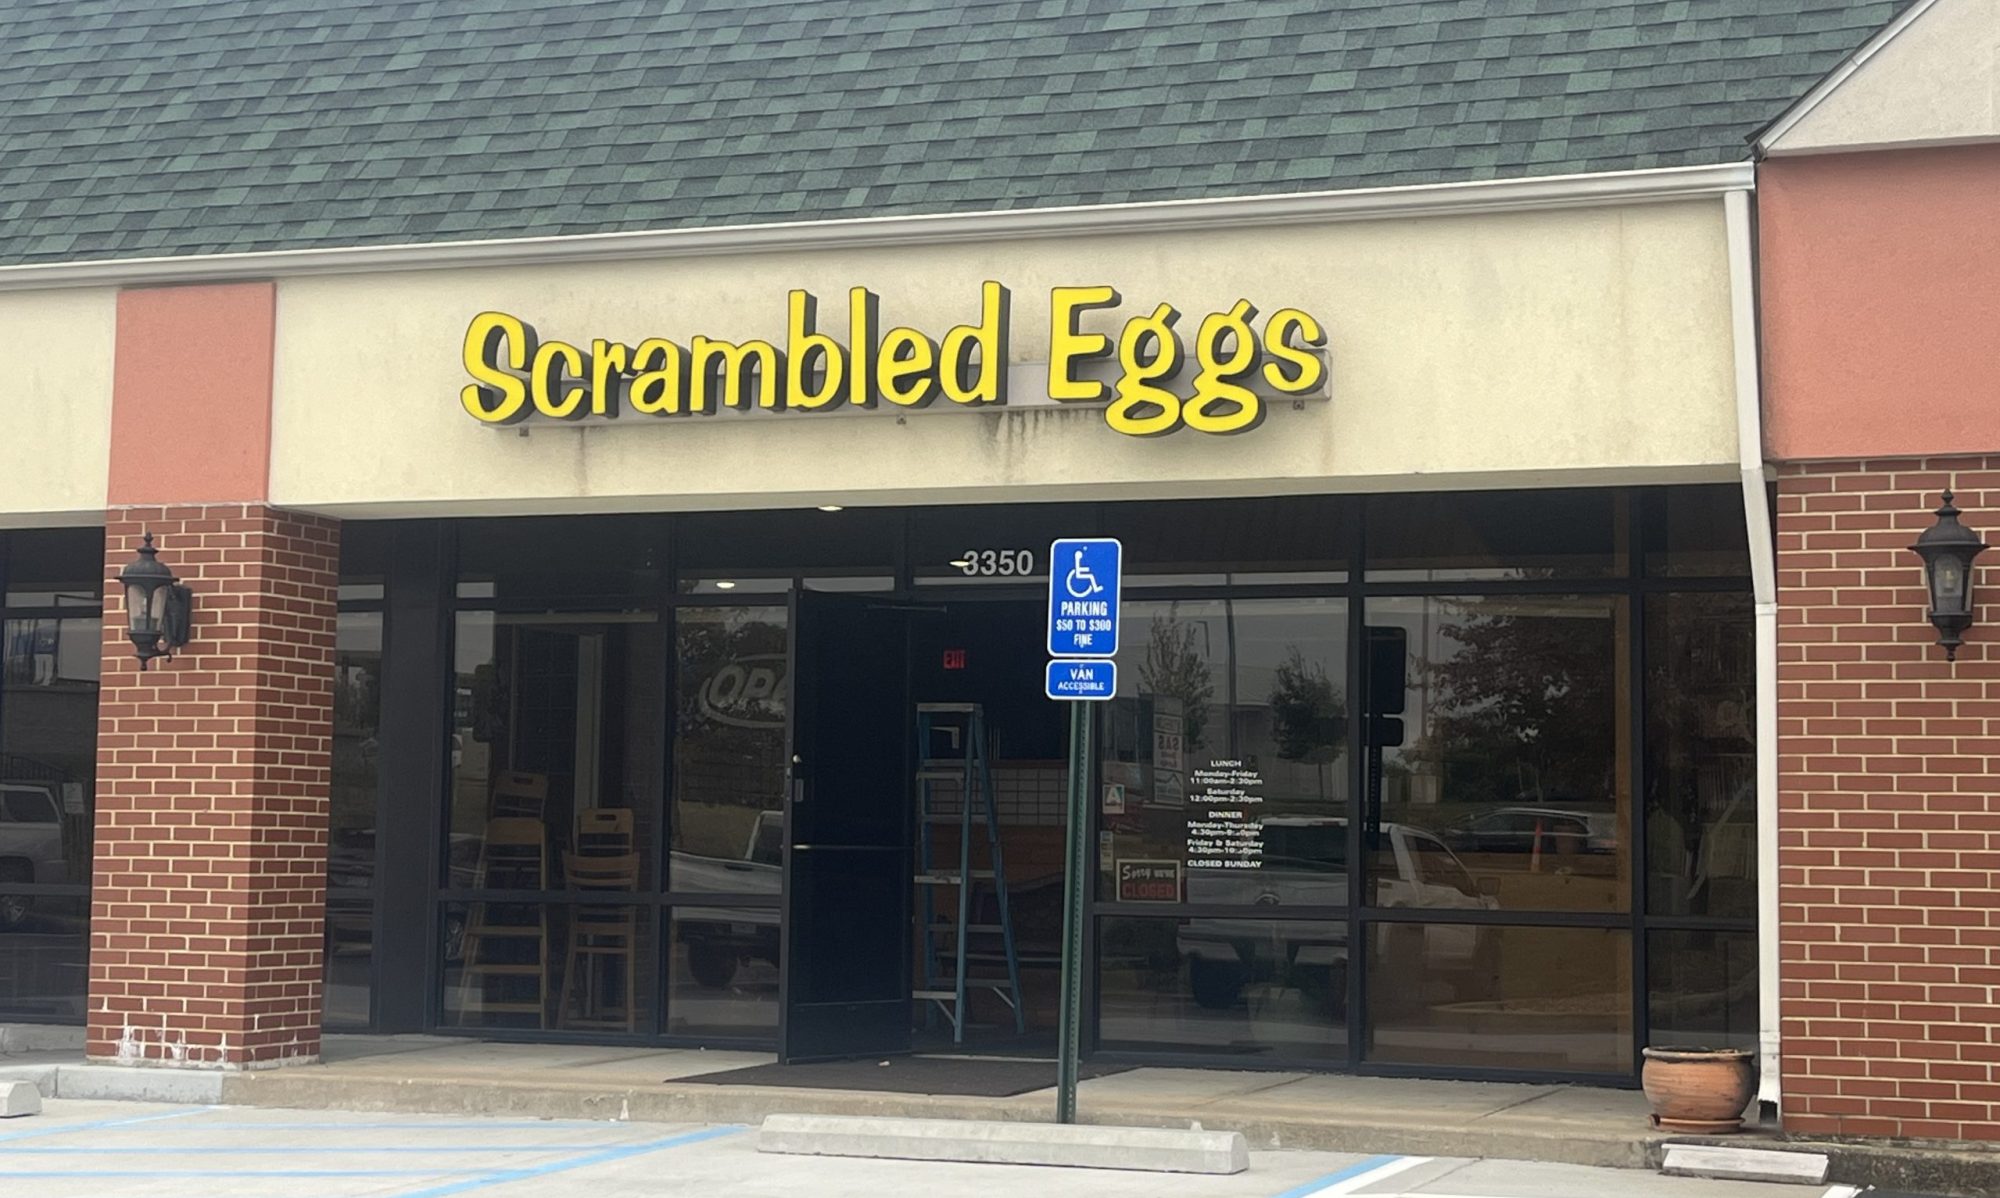 Scrambled Eggs
3350
PARKING
$50 TO $300
FINE
VAN
ACCESSIBLE
EXIT
LUNCH
Monday-Friday
11:00am-2:30pm
Saturday
12:00pm-2:30pm
DINNER
Monday-Thursday
Friday & Saturday
CLOSED SUNDAY
A
Sorry WE'RE
CLOSED